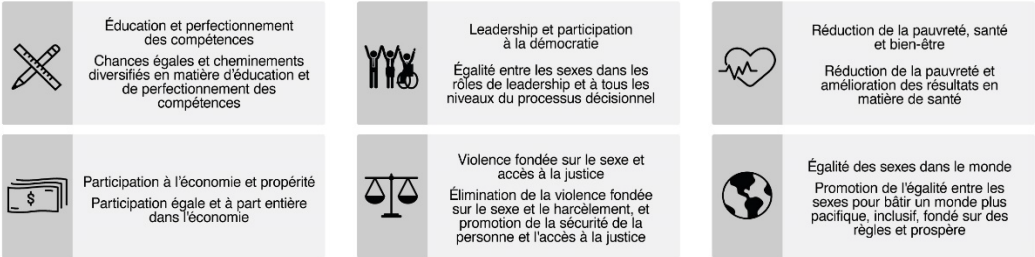 Éducation et perfectionnement
des compétences
Chances égales et cheminements
diversifiés en matière d'éducation et
de perfectionnement des
compétences
Leadership et participation
à la démocratie
Égalité entre les sexes dans les
rôles de leadership et à tous les
niveaux du processus décisionnel
Réduction de la pauvreté, santé
et bien-être
Réduction de la pauvreté et
amélioration des résultats en
matière de santé
$
Participation à l'économie et propérité
Participation égale et à part entière
dans l'économie
Violence fondée sur le sexe et
accès à la justice
Élimination de la violence fondée
sur le sexe et le harcèlement, et
promotion de la sécurité de la
personne et l'accès à la justice
Égalité des sexes dans le monde
Promotion de l'égalité entre les
sexes pour bâtir un monde plus
pacifique, inclusif, fondé sur des
règles et prospère